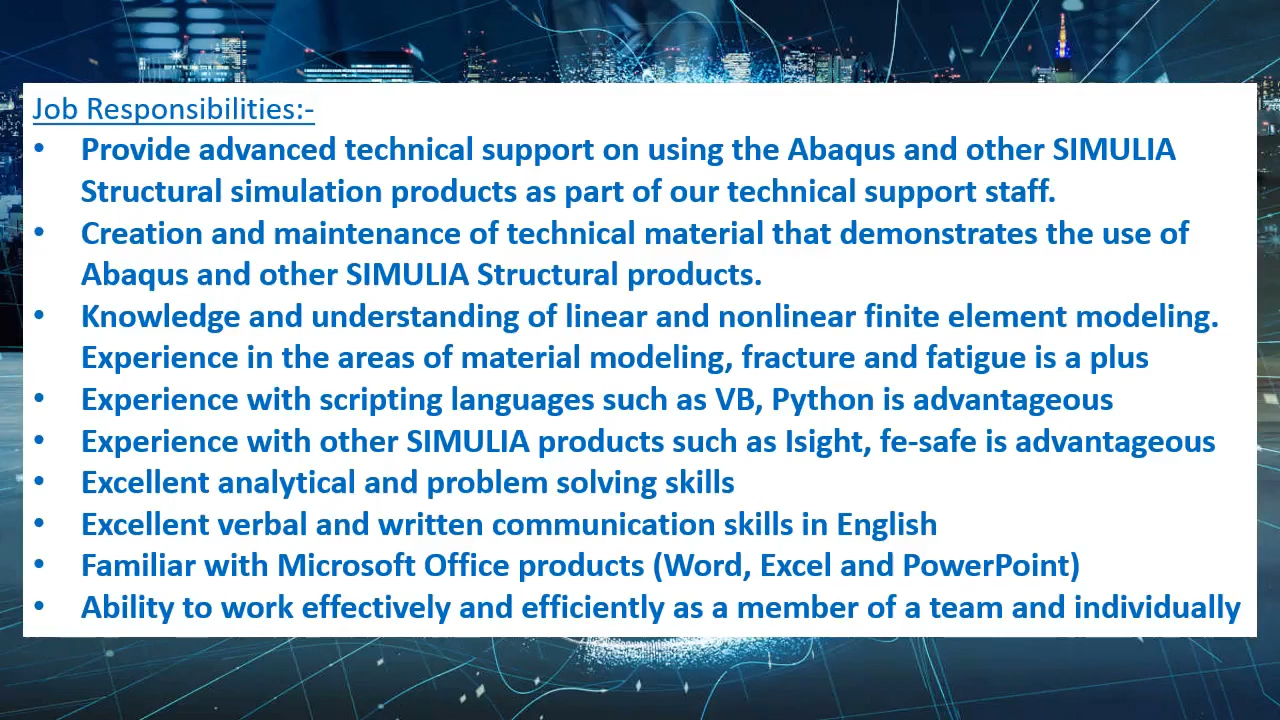 Job Responsibilities:-
• Provide advanced technical support on using the Abaqus and other SIMULIA
Structural simulation products as part of our technical support staff.
• Creation and maintenance of technical material that demonstrates the use of
Abaqus and other SIMULIA Structural products.
• Knowledge and understanding of linear and nonlinear finite element modeling.
Experience in the areas of material modeling, fracture and fatigue is a plus
• Experience with scripting languages such as VB, Python is advantageous
• Experience with other SIMULIA products such as Isight, fe-safe is advantageous
• Excellent analytical and problem solving skills
• Excellent verbal and written communication skills in English
• Familiar with Microsoft Office products (Word, Excel and PowerPoint)
• Ability to work effectively and efficiently as a member of a team and individually